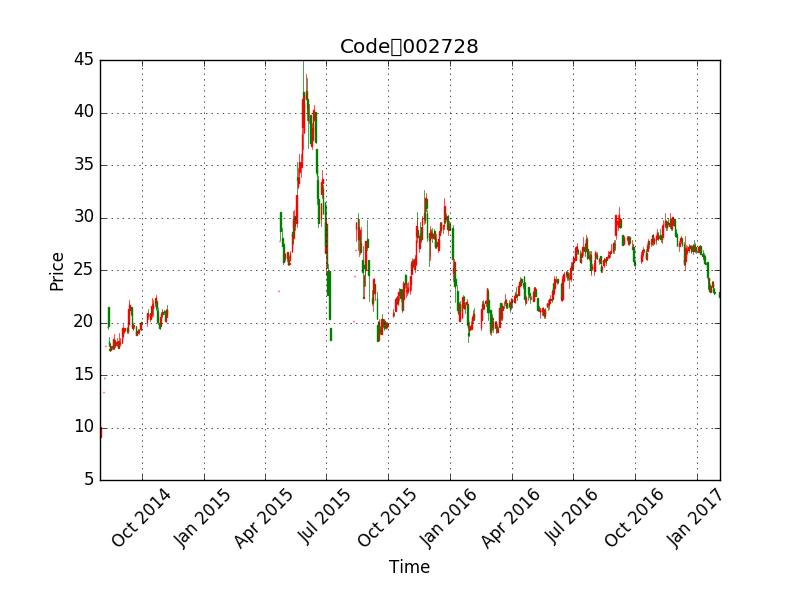 Code▯002728
45
40
35
30
25
20
15
10
5
Price
Oct 2014
Jan 2015
Apr 2015
Jul 2015
Oct 2015
Jan 2016
Apr 2016
Jul 2016
Oct 2016
Jan 2017
Time